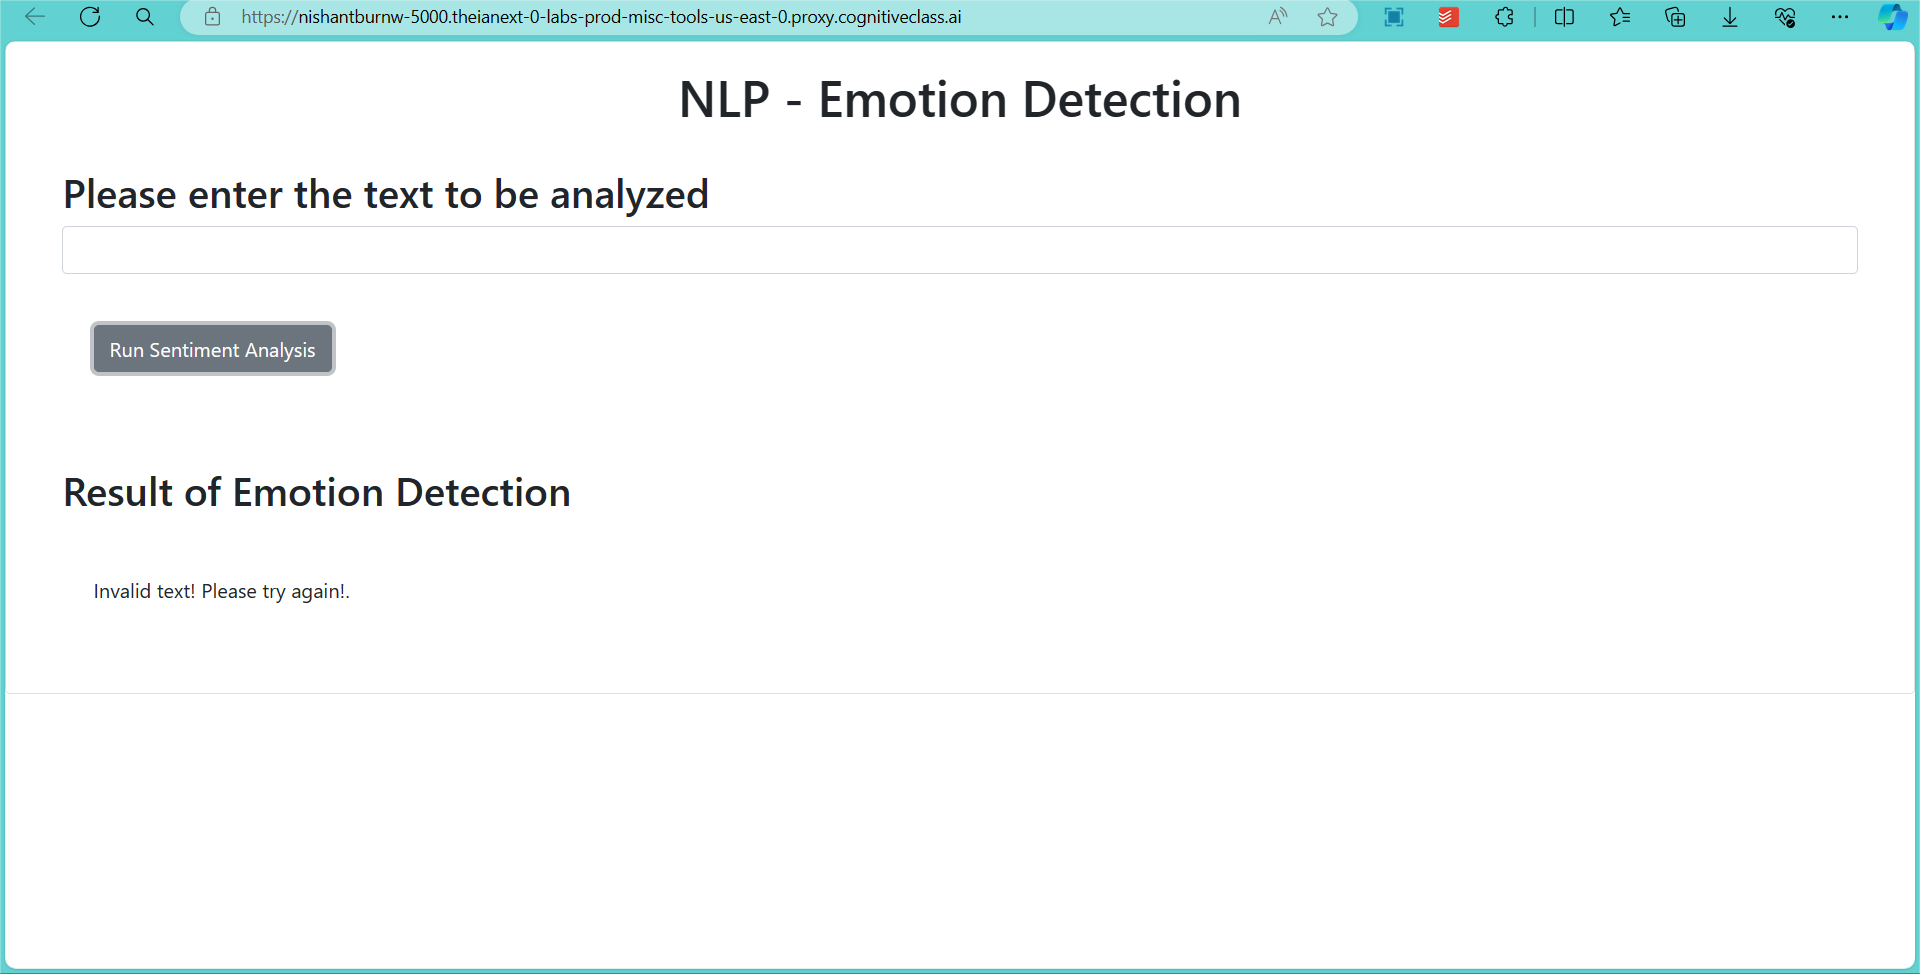 https://nishantburnw-5000.theianext-0-labs-prod-misc-tools-us-east-0.proxy.cognitiveclass.ai
NLP - Emotion Detection
Please enter the text to be analyzed
Run Sentiment Analysis
Result of Emotion Detection
Invalid text! Please try again!.